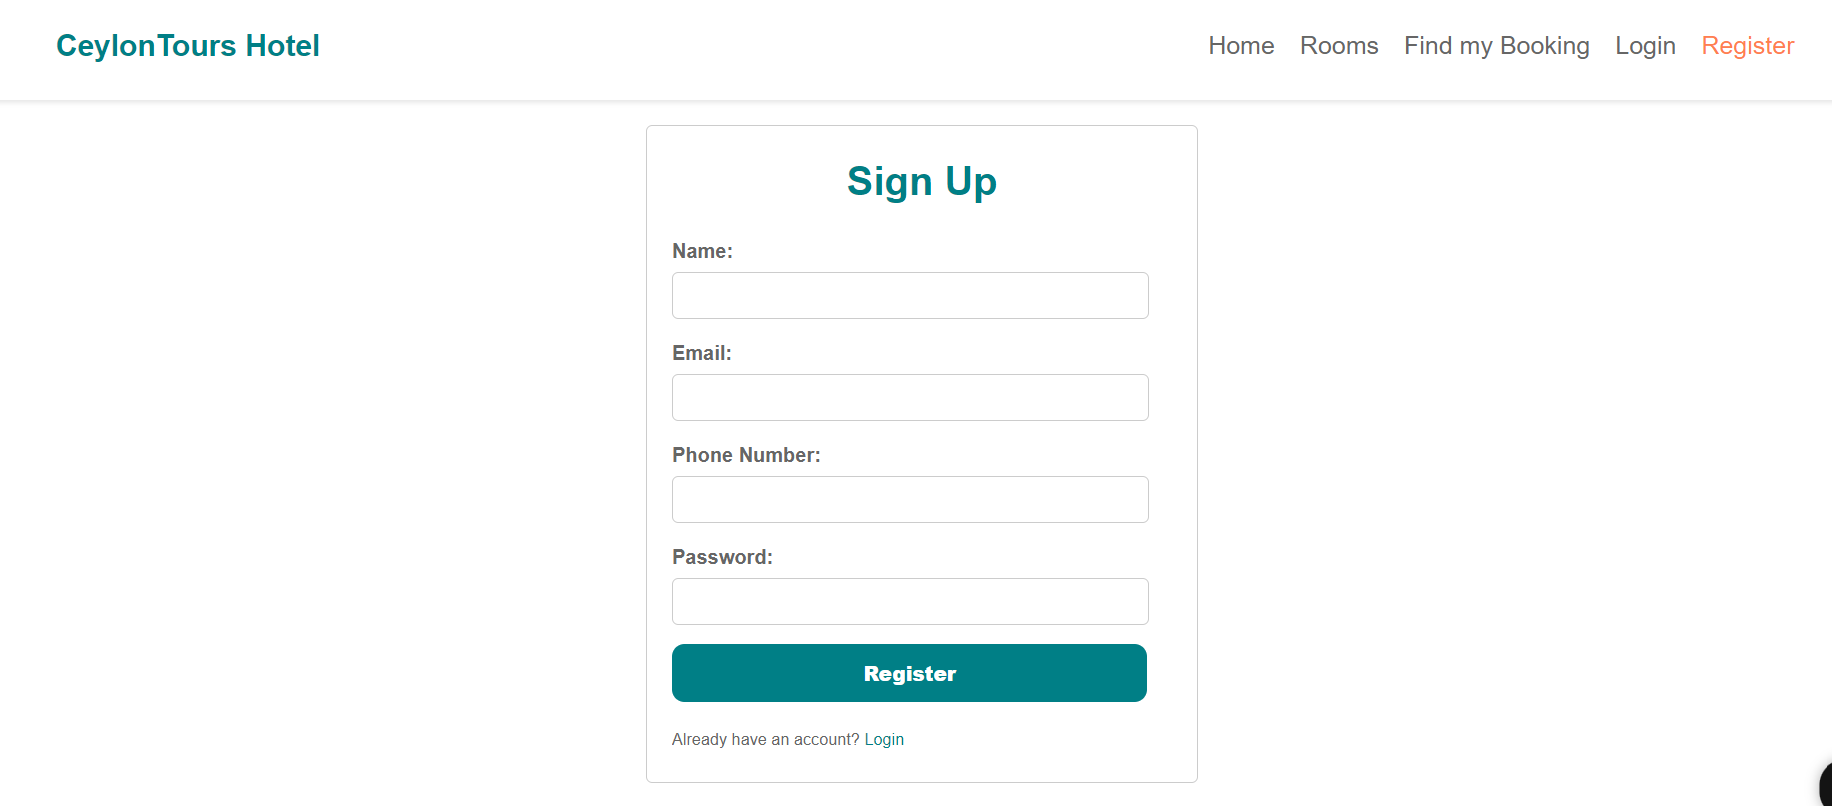 CeylonTours Hotel
Home Rooms Find my Booking Login Register
Sign Up
Name:
Email:
Phone Number:
Password:
Register
Already have an account? Login